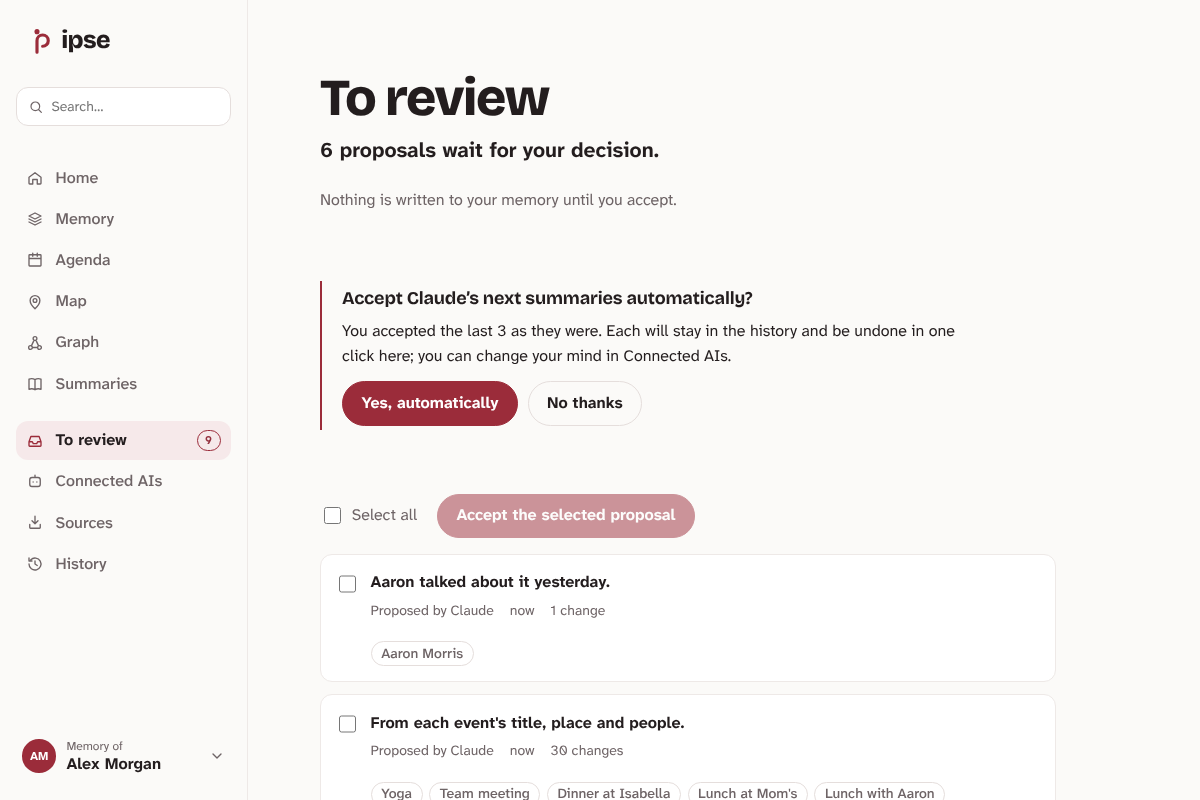 ipse
Search...
Home
Memory
Agenda
Map
Graph
Summaries
To review
9
Connected AIs
Sources
History
AM
Memory of
Alex Morgan
To review
6 proposals wait for your decision.
Nothing is written to your memory until you accept.
Accept Claude's next summaries automatically?
You accepted the last 3 as they were. Each will stay in the history and be undone in one
click here; you can change your mind in Connected AIs.
Yes, automatically
No thanks
Select all
Accept the selected proposal
Aaron talked about it yesterday.
Proposed by Claude now 1 change
Aaron Morris
From each event's title, place and people.
Proposed by Claude now 30 changes
Yoga Team meeting Dinner at Isabella Lunch at Mom's Lunch with Aaron